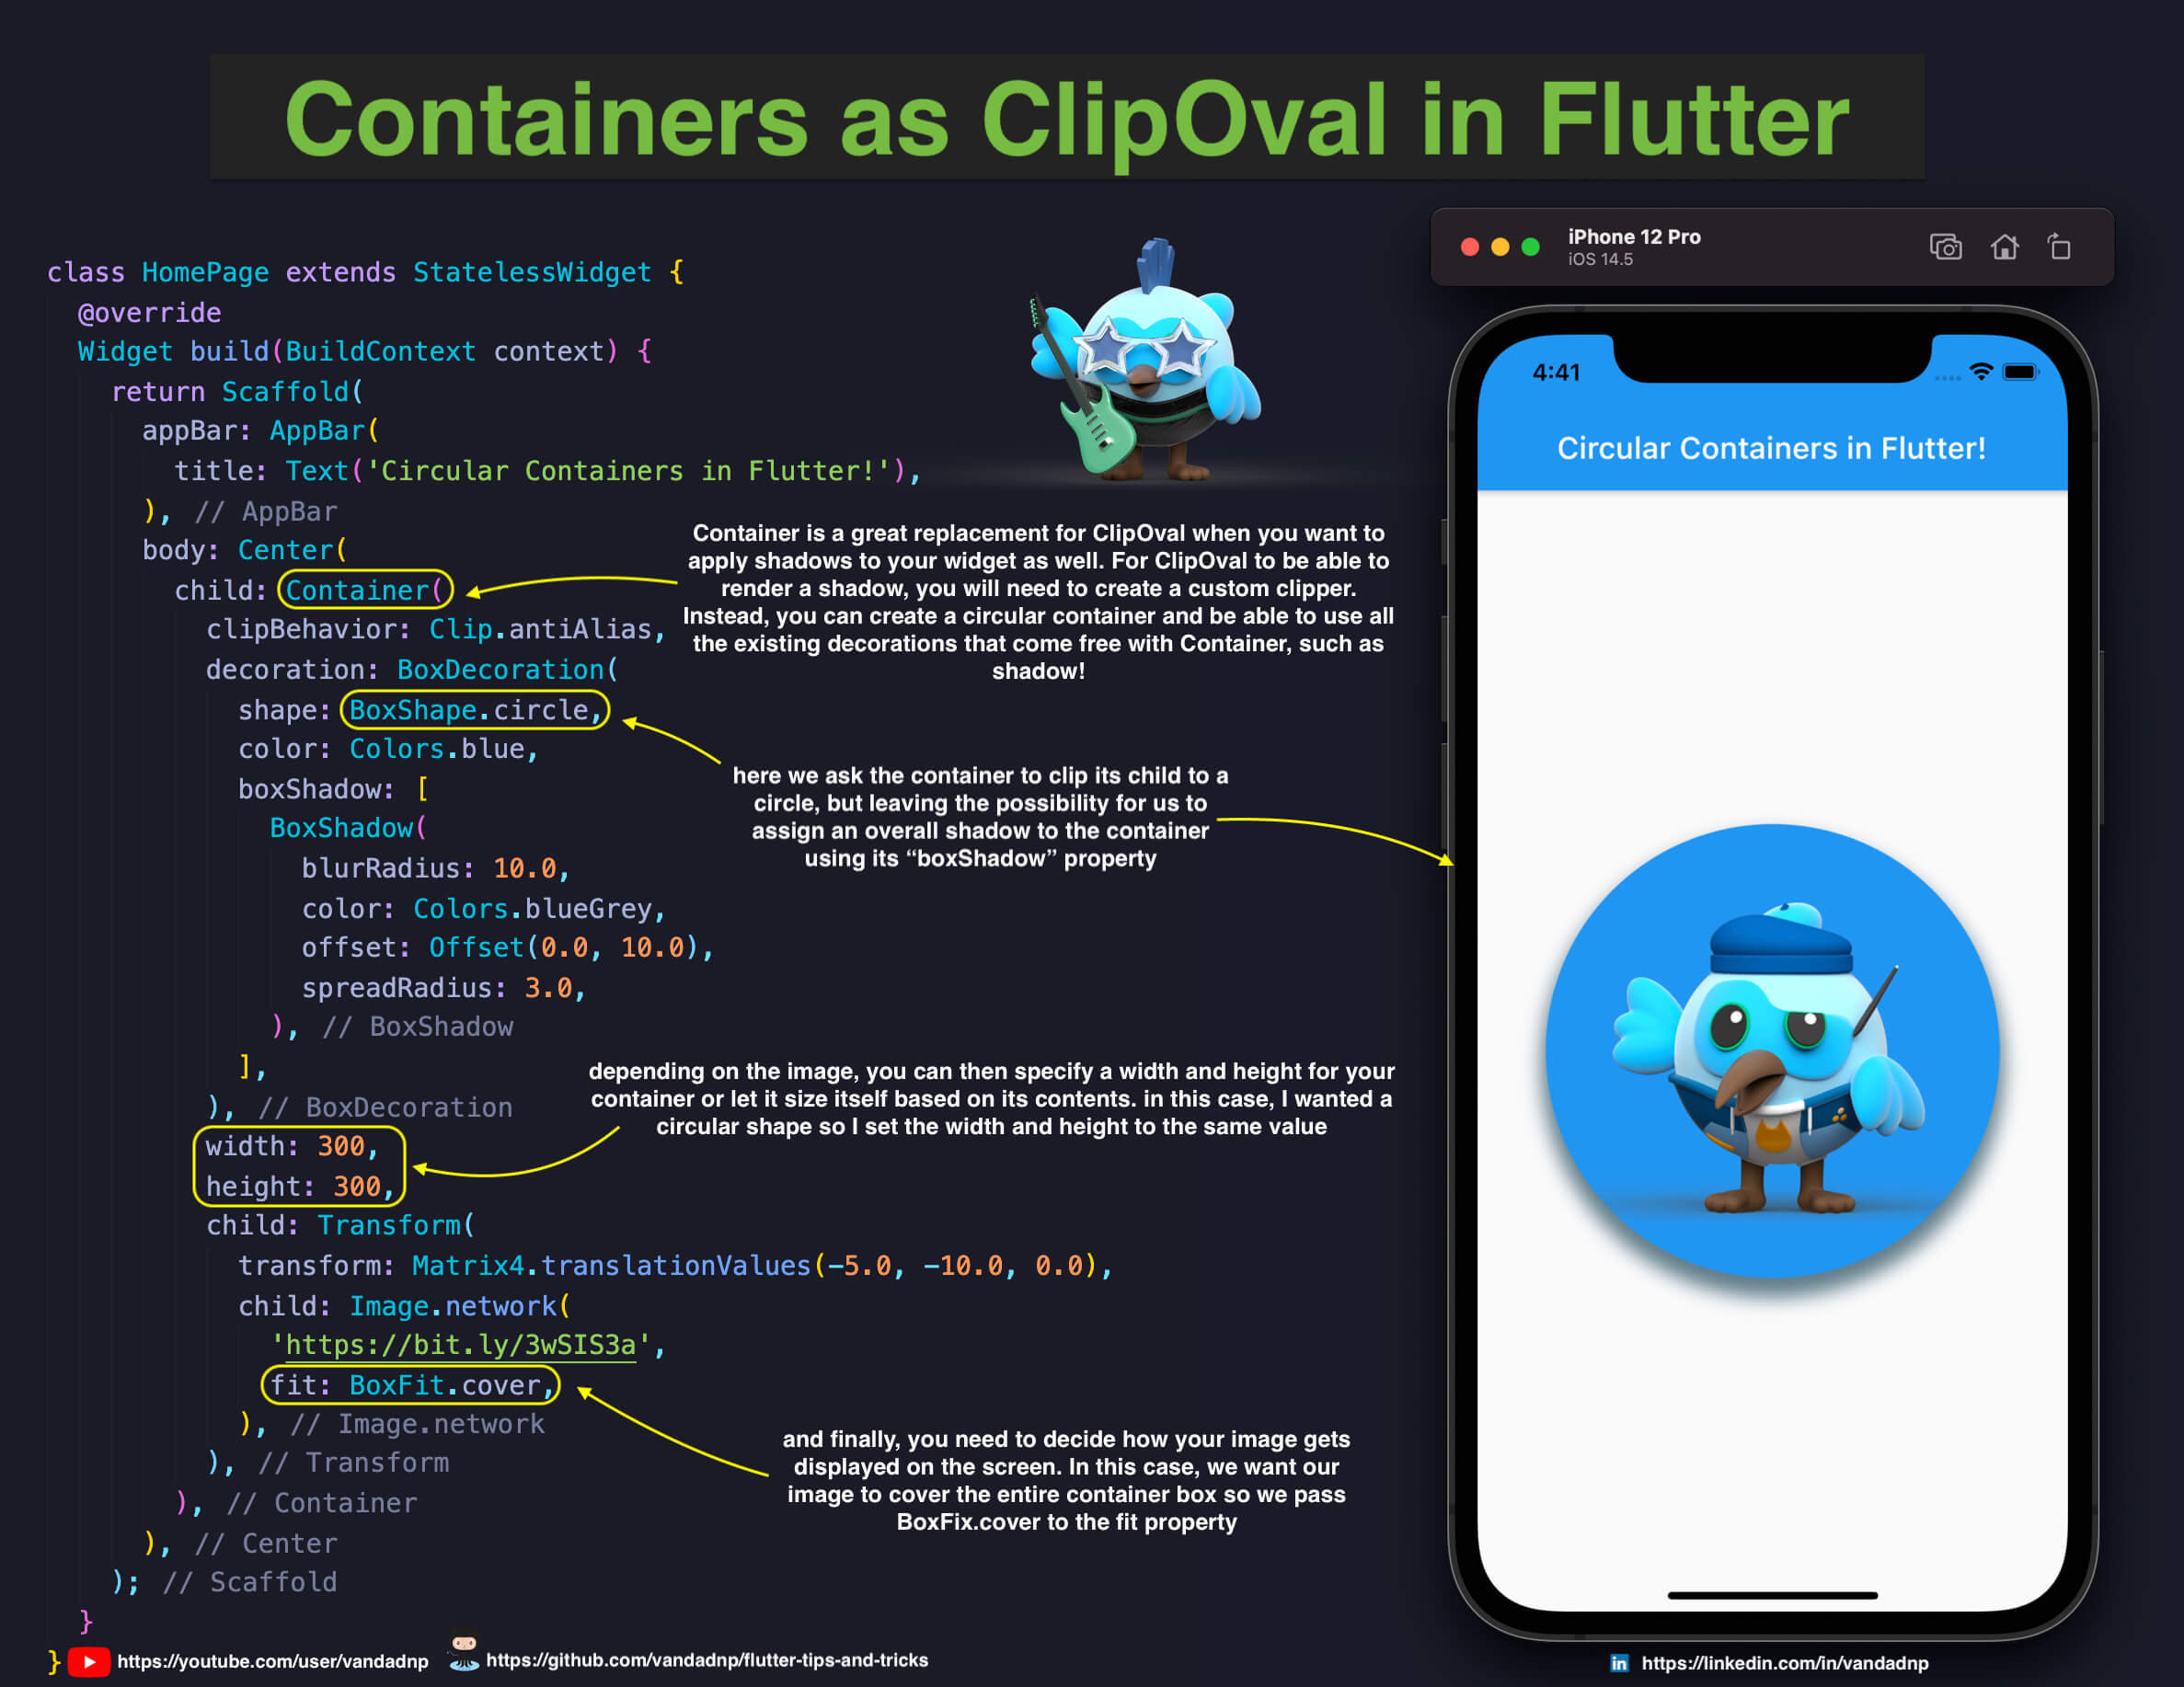 Containers as ClipOval in Flutter
class HomePage extends StatelessWidget {
@override
Widget build(BuildContext context) {
return Scaffold(
appBar: AppBar(
title: Text('Circular Containers in Flutter!'),
), // AppBar
body: Center(
child: Container(
clipBehavior: Clip.antiAlias,
decoration: BoxDecoration(
shape: BoxShape.circle,
color: Colors.blue,
boxShadow: [
BoxShadow(
blurRadius: 10.0,
color: Colors.blueGrey,
offset: Offset(0.0, 10.0),
spreadRadius: 3.0,
), // BoxShadow
],
), // BoxDecoration
width: 300,
height: 300,
child: Transform(
transform: Matrix4.translationValues(-5.0, -10.0, 0.0),
child: Image.network(
'https://bit.ly/3wSIS3a',
fit: BoxFit.cover,
), // Image.network
), // Transform
), // Container
), // Center
); // Scaffold
}
}
Container is a great replacement for ClipOval when you want to
apply shadows to your widget as well. For ClipOval to be able to
render a shadow, you will need to create a custom clipper.
Instead, you can create a circular container and be able to use all
the existing decorations that come free with Container, such as
shadow!
here we ask the container to clip its child to a
circle, but leaving the possibility for us to
assign an overall shadow to the container
using its “boxShadow” property
depending on the image, you can then specify a width and height for your
container or let it size itself based on its contents. in this case, I wanted a
circular shape so I set the width and height to the same value
and finally, you need to decide how your image gets
displayed on the screen. In this case, we want our
image to cover the entire container box so we pass
BoxFix.cover to the fit property
iPhone 12 Pro
iOS 14.5
4:41
Circular Containers in Flutter!
https://youtube.com/user/vandadnp
https://github.com/vandadnp/flutter-tips-and-tricks
in https://linkedin.com/in/vandadnp